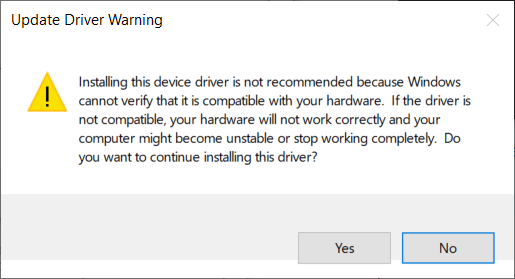 Update Driver Warning
Installing this device driver is not recommended because Windows
cannot verify that it is compatible with your hardware.  If the driver is
not compatible, your hardware will not work correctly and your
computer might become unstable or stop working completely.  Do
you want to continue installing this driver?
Yes
No